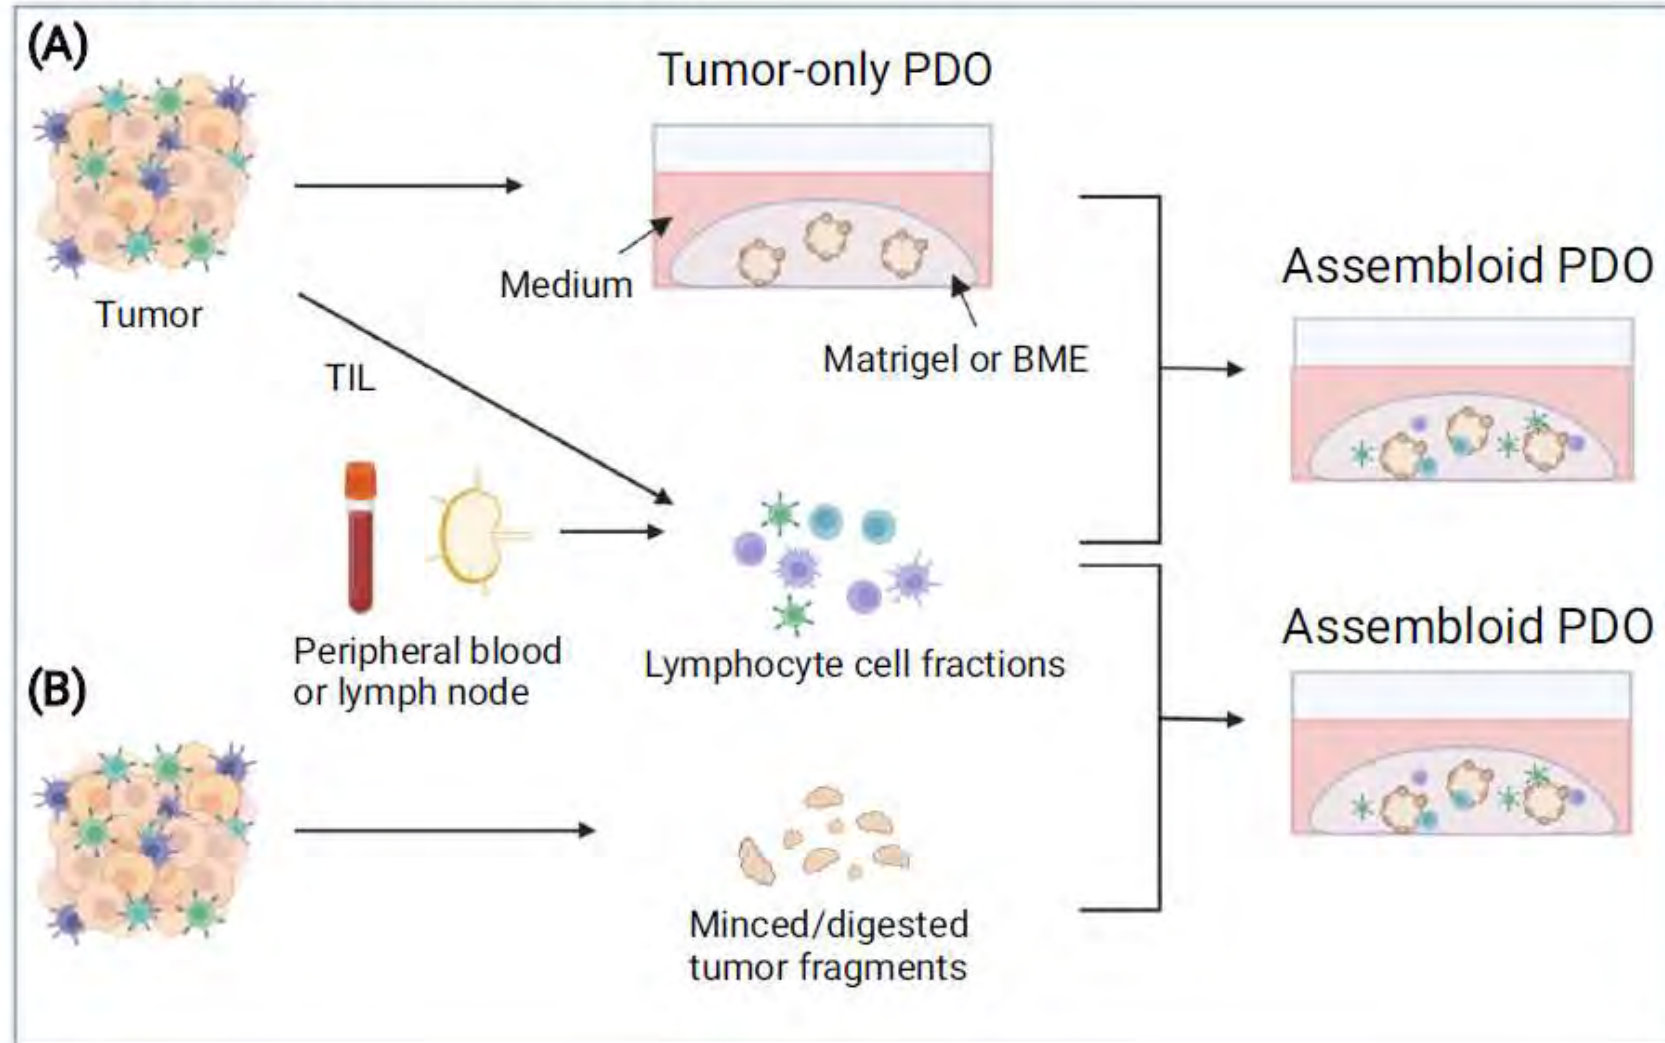 (A)
Tumor-only PDO
Medium
Matrigel or BME
Tumor
TIL
Assembloid PDO
Peripheral blood
or lymph node
Lymphocyte cell fractions
Assembloid PDO
(B)
Minced/digested
tumor fragments